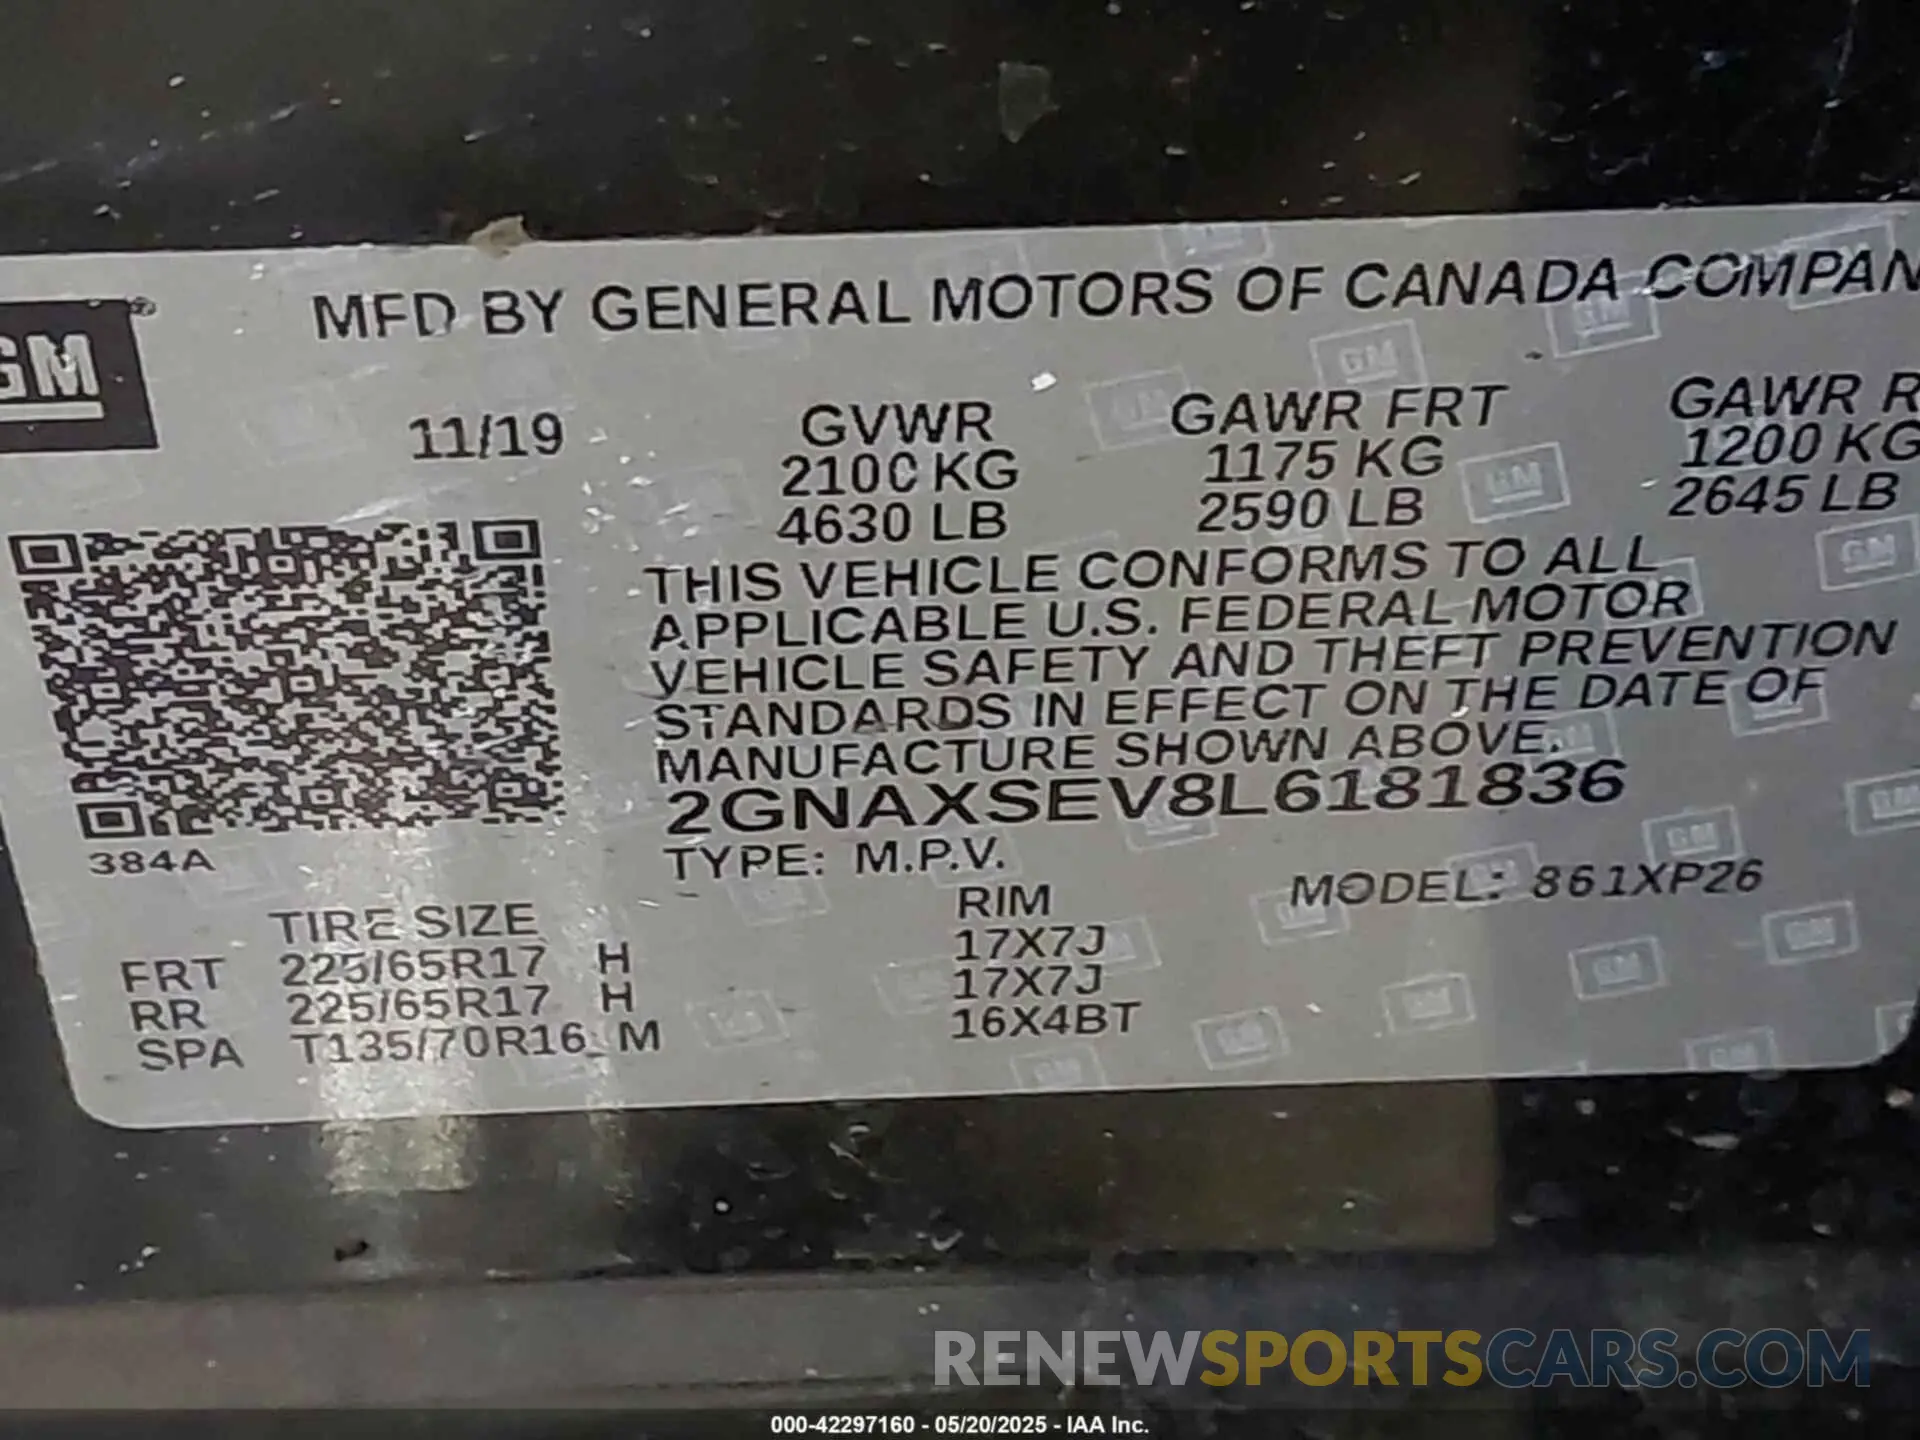 MFD BY GENERAL MOTORS OF CANADA COMPAN
GM
11/19
GVWR
2100 KG
4630 LB
GAWR FRT
1175 KG
2590 LB
GAWR R
1200 KG
2645 LB
THIS VEHICLE CONFORMS TO ALL
APPLICABLE U.S. FEDERAL MOTOR
VEHICLE SAFETY AND THEFT PREVENTION
STANDARDS IN EFFECT ON THE DATE OF
MANUFACTURE SHOWN ABOVE.
2GNAXSEV8L6181836
TYPE: M.P.V.
MODEL: 861XP26
384A
TIRE SIZE RIM
FRT 225/65R17 H 17X7J
RR 225/65R17 H 17X7J
SPA T135/70R16 M 16X4BT
RENEWSPORTSCARS.COM
000-42297160 - 05/20/2025 - IAA Inc.